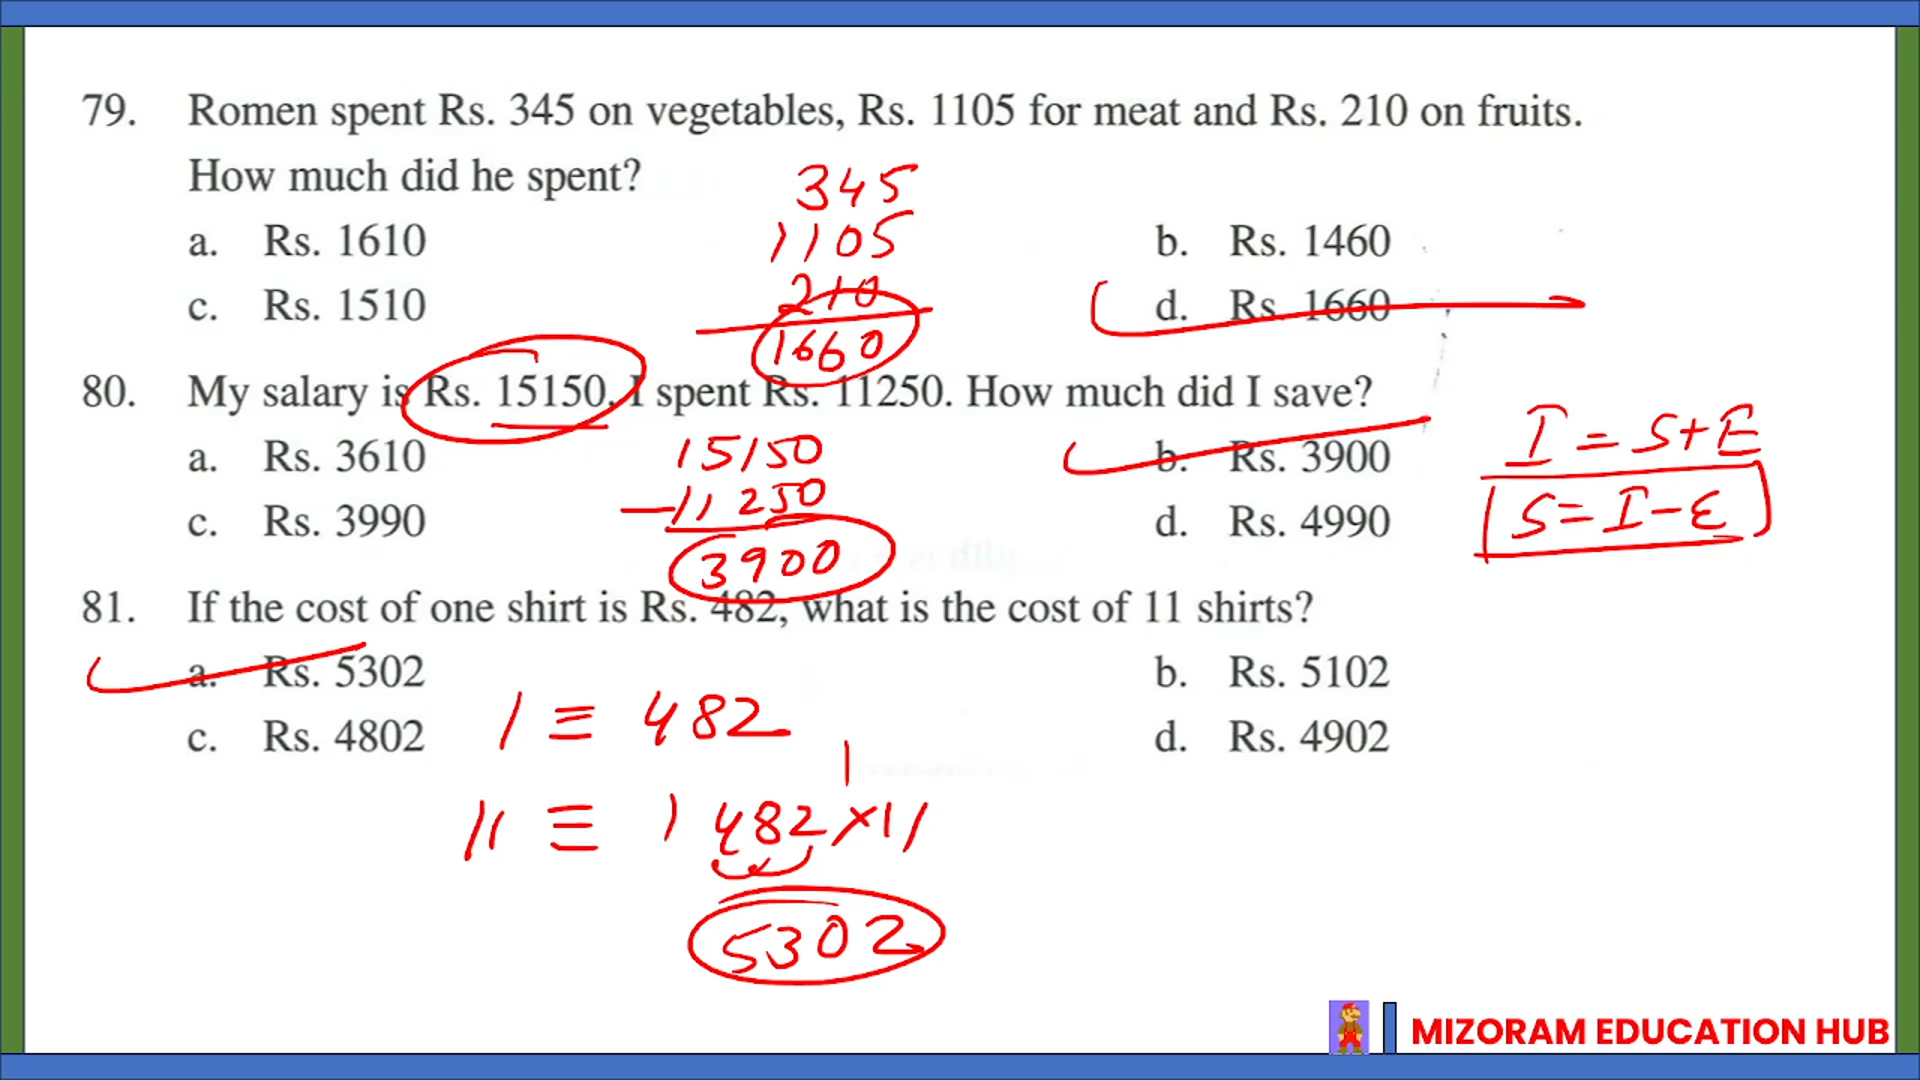 79. Romen spent Rs. 345 on vegetables, Rs. 1105 for meat and Rs. 210 on fruits.
How much did he spent?
345
1105
210
1660
a. Rs. 1610
b. Rs. 1460
c. Rs. 1510
d. Rs. 1660
80. My salary is Rs. 15150. I spent Rs. 11250. How much did I save?
a. Rs. 3610
b. Rs. 3900
c. Rs. 3990
d. Rs. 4990
15150
- 11250
3900
I = S+E
S = I-E
81. If the cost of one shirt is Rs. 482, what is the cost of 11 shirts?
a. Rs. 5302
b. Rs. 5102
c. Rs. 4802
d. Rs. 4902
1 ≡ 482
1
11 ≡ 1 482 × 11
5302
MIZORAM EDUCATION HUB